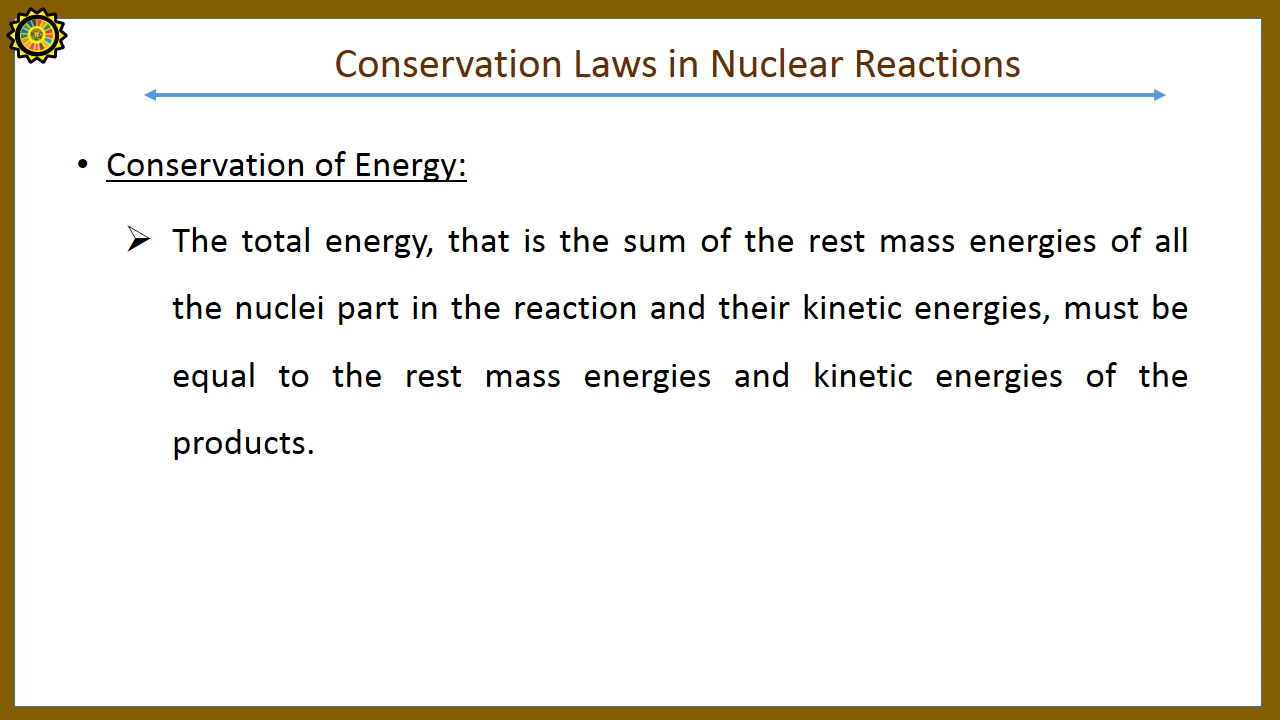 Conservation Laws in Nuclear Reactions
• Conservation of Energy:
➢ The total energy, that is the sum of the rest mass energies of all
the nuclei part in the reaction and their kinetic energies, must be
equal to the rest mass energies and kinetic energies of the
products.